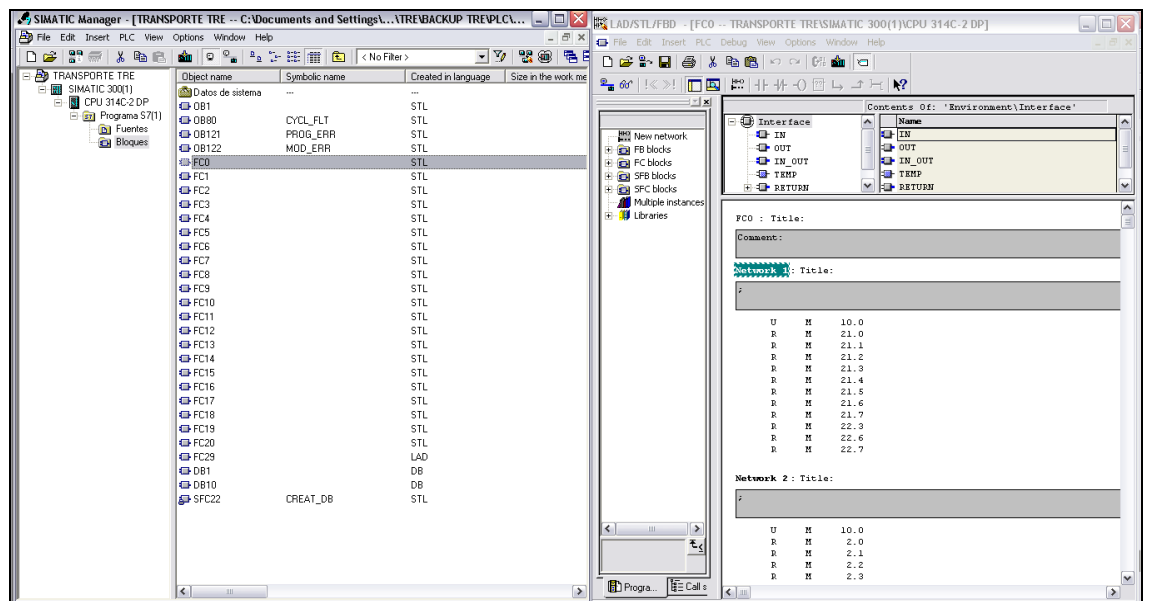 SIMATIC Manager - [TRANSPORTE TRE -- C:\Documents and Settings\...\TRE\BACKUP TRE\PLC\...
File Edit Insert PLC View Options Window Help
< No Filter >
TRANSPORTE TRE
SIMATIC 300(1)
CPU 314C-2 DP
Programa S7(1)
Fuentes
Bloques
Object name Symbolic name Created in language Size in the work me
Datos de sistema --- ---
OB1 STL
OB80 CYCL_FLT STL
OB121 PROG_ERR STL
OB122 MOD_ERR STL
FC0 STL
FC1 STL
FC2 STL
FC3 STL
FC4 STL
FC5 STL
FC6 STL
FC7 STL
FC8 STL
FC9 STL
FC10 STL
FC11 STL
FC12 STL
FC13 STL
FC14 STL
FC15 STL
FC16 STL
FC17 STL
FC18 STL
FC19 STL
FC20 STL
FC29 LAD
DB1 DB
DB10 DB
SFC22 CREAT_DB STL
LAD/STL/FBD - [FC0 -- TRANSPORTE TRE\SIMATIC 300(1)\CPU 314C-2 DP]
File Edit Insert PLC Debug View Options Window Help
New network
FB blocks
FC blocks
SFB blocks
SFC blocks
Multiple instances
Libraries
Progra... Call s
Contents Of: 'Environment\Interface'
Interface
IN
OUT
IN_OUT
TEMP
RETURN
Name
IN
OUT
IN_OUT
TEMP
RETURN
FC0 : Title:
Comment:
Network 1: Title:
;
U M 10.0
R M 21.0
R M 21.1
R M 21.2
R M 21.3
R M 21.4
R M 21.5
R M 21.6
R M 21.7
R M 22.3
R M 22.6
R M 22.7
Network 2 : Title:
;
U M 10.0
R M 2.0
R M 2.1
R M 2.2
R M 2.3